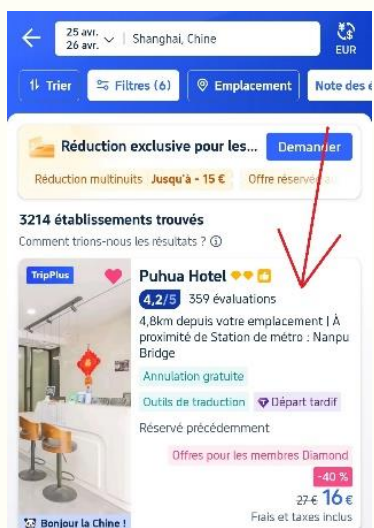 25 avr.
26 avr.
Shanghai, Chine
EUR
Trier
Filtres (6)
Emplacement
Note des
Réduction exclusive pour les...
Demander
Réduction multinuits Jusqu'à - 15 €
Offre réservée
3214 établissements trouvés
Comment trions-nous les résultats ?
TripPlus
Puhua Hotel
4,2/5 359 évaluations
4,8km depuis votre emplacement | À
proximité de Station de métro : Nanpu
Bridge
Annulation gratuite
Outils de traduction
Départ tardif
Réservé précédemment
Offres pour les membres Diamond
-40 %
27 € 16 €
Frais et taxes inclus
Bonjour la Chine !